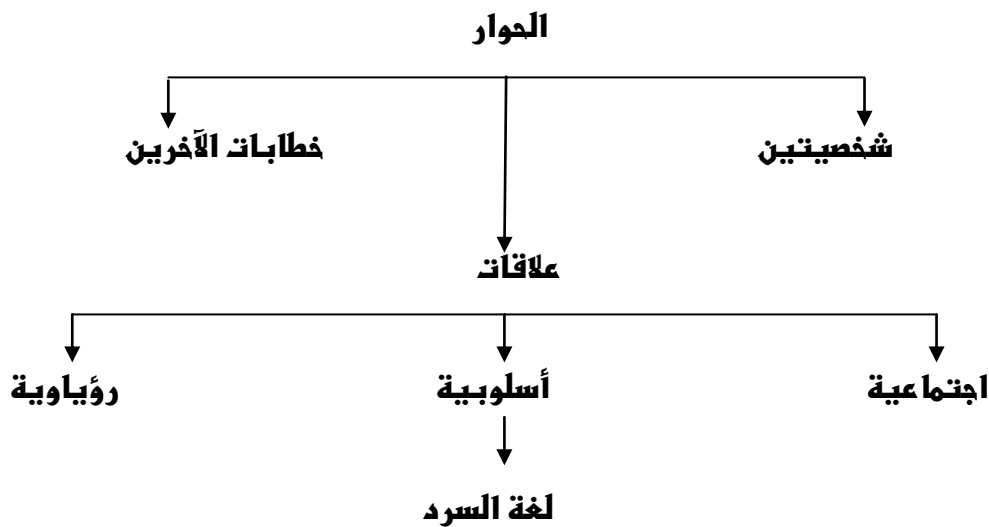 الحوار
شخصيتين
خطابات الآخرين
علاقات
اجتماعية
أسلوبية
رؤياوية
لغة السرد